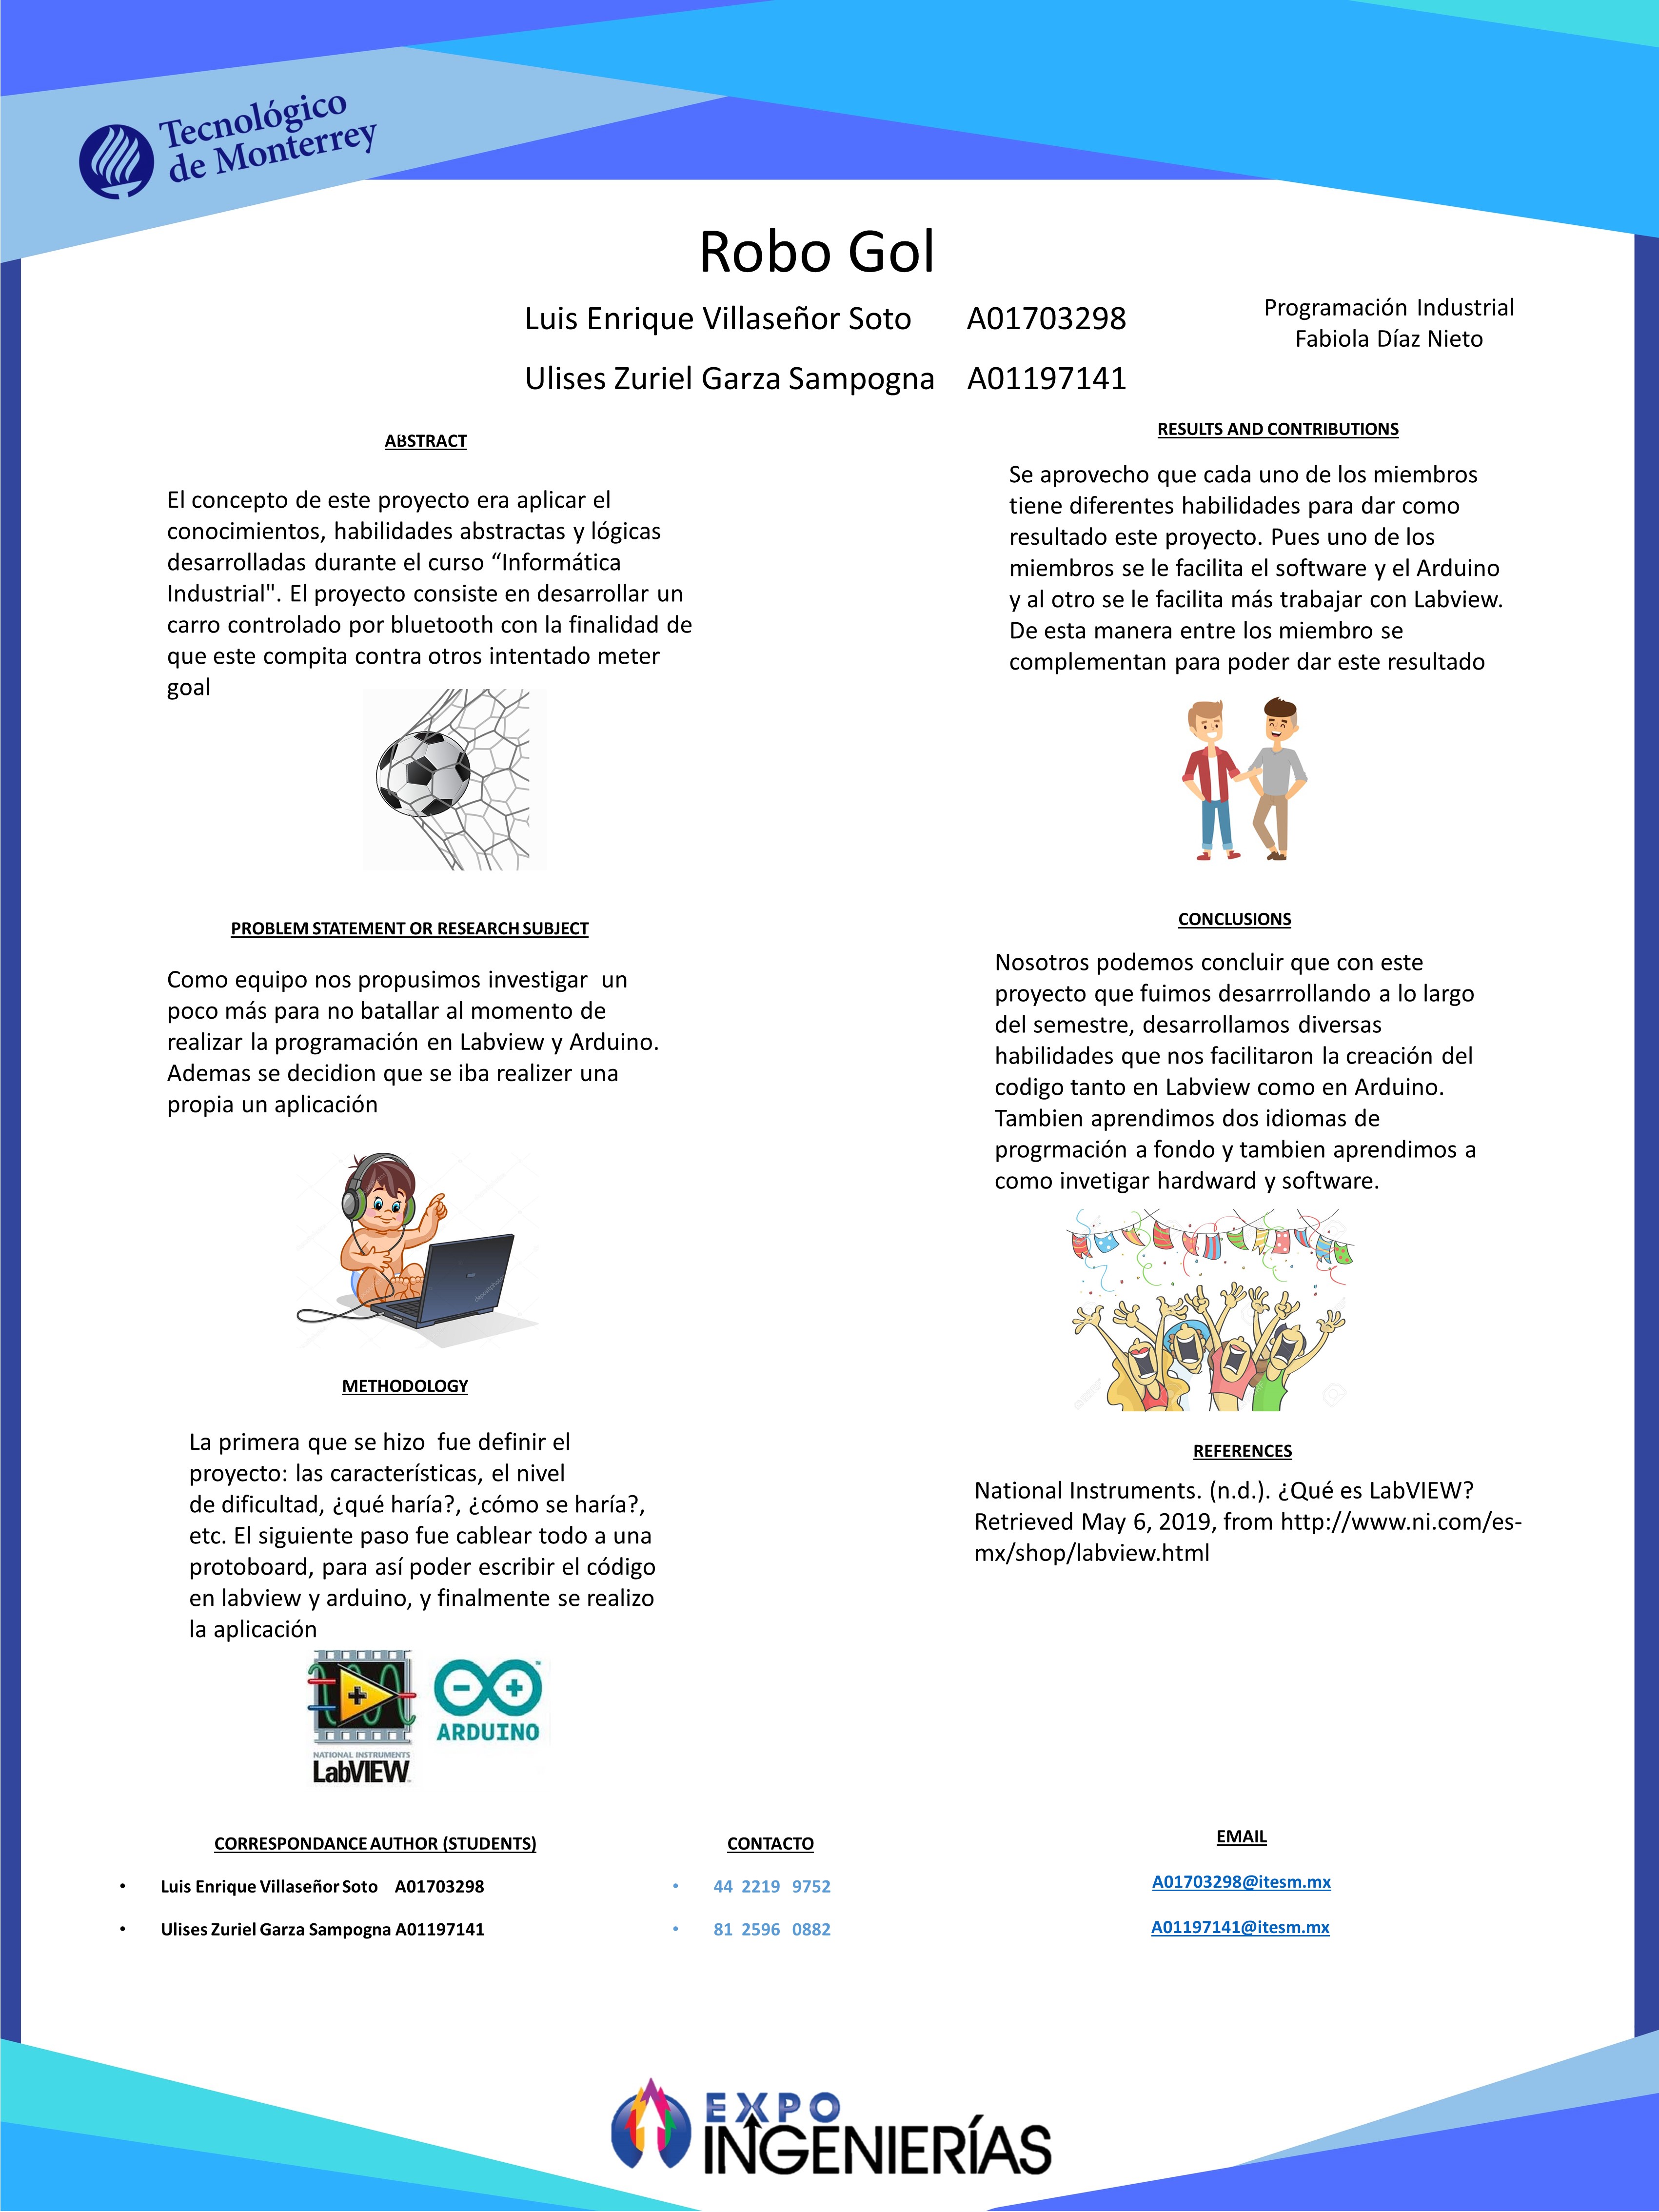 Tecnológico
de Monterrey
Robo Gol
Luis Enrique Villaseñor Soto A01703298
Ulises Zuriel Garza Sampogna A01197141
Programación Industrial
Fabiola Díaz Nieto
ABSTRACT
El concepto de este proyecto era aplicar el
conocimientos, habilidades abstractas y lógicas
desarrolladas durante el curso “Informática
Industrial". El proyecto consiste en desarrollar un
carro controlado por bluetooth con la finalidad de
que este compita contra otros intentado meter
goal
PROBLEM STATEMENT OR RESEARCH SUBJECT
Como equipo nos propusimos investigar un
poco más para no batallar al momento de
realizar la programación en Labview y Arduino.
Ademas se decidion que se iba realizer una
propia un aplicación
METHODOLOGY
La primera que se hizo fue definir el
proyecto: las características, el nivel
de dificultad, ¿qué haría?, ¿cómo se haría?,
etc. El siguiente paso fue cablear todo a una
protoboard, para así poder escribir el código
en labview y arduino, y finalmente se realizo
la aplicación
NATIONAL INSTRUMENTS
LabVIEW
ARDUINO
RESULTS AND CONTRIBUTIONS
Se aprovecho que cada uno de los miembros
tiene diferentes habilidades para dar como
resultado este proyecto. Pues uno de los
miembros se le facilita el software y el Arduino
y al otro se le facilita más trabajar con Labview.
De esta manera entre los miembro se
complementan para poder dar este resultado
CONCLUSIONS
Nosotros podemos concluir que con este
proyecto que fuimos desarrrollando a lo largo
del semestre, desarrollamos diversas
habilidades que nos facilitaron la creación del
codigo tanto en Labview como en Arduino.
Tambien aprendimos dos idiomas de
progrmación a fondo y tambien aprendimos a
como invetigar hardward y software.
REFERENCES
National Instruments. (n.d.). ¿Qué es LabVIEW?
Retrieved May 6, 2019, from http://www.ni.com/es-
mx/shop/labview.html
CORRESPONDANCE AUTHOR (STUDENTS)
• Luis Enrique Villaseñor Soto A01703298
• Ulises Zuriel Garza Sampogna A01197141
CONTACTO
• 44 2219 9752
• 81 2596 0882
EMAIL
A01703298@itesm.mx
A01197141@itesm.mx
EXPO
INGENIERÍAS